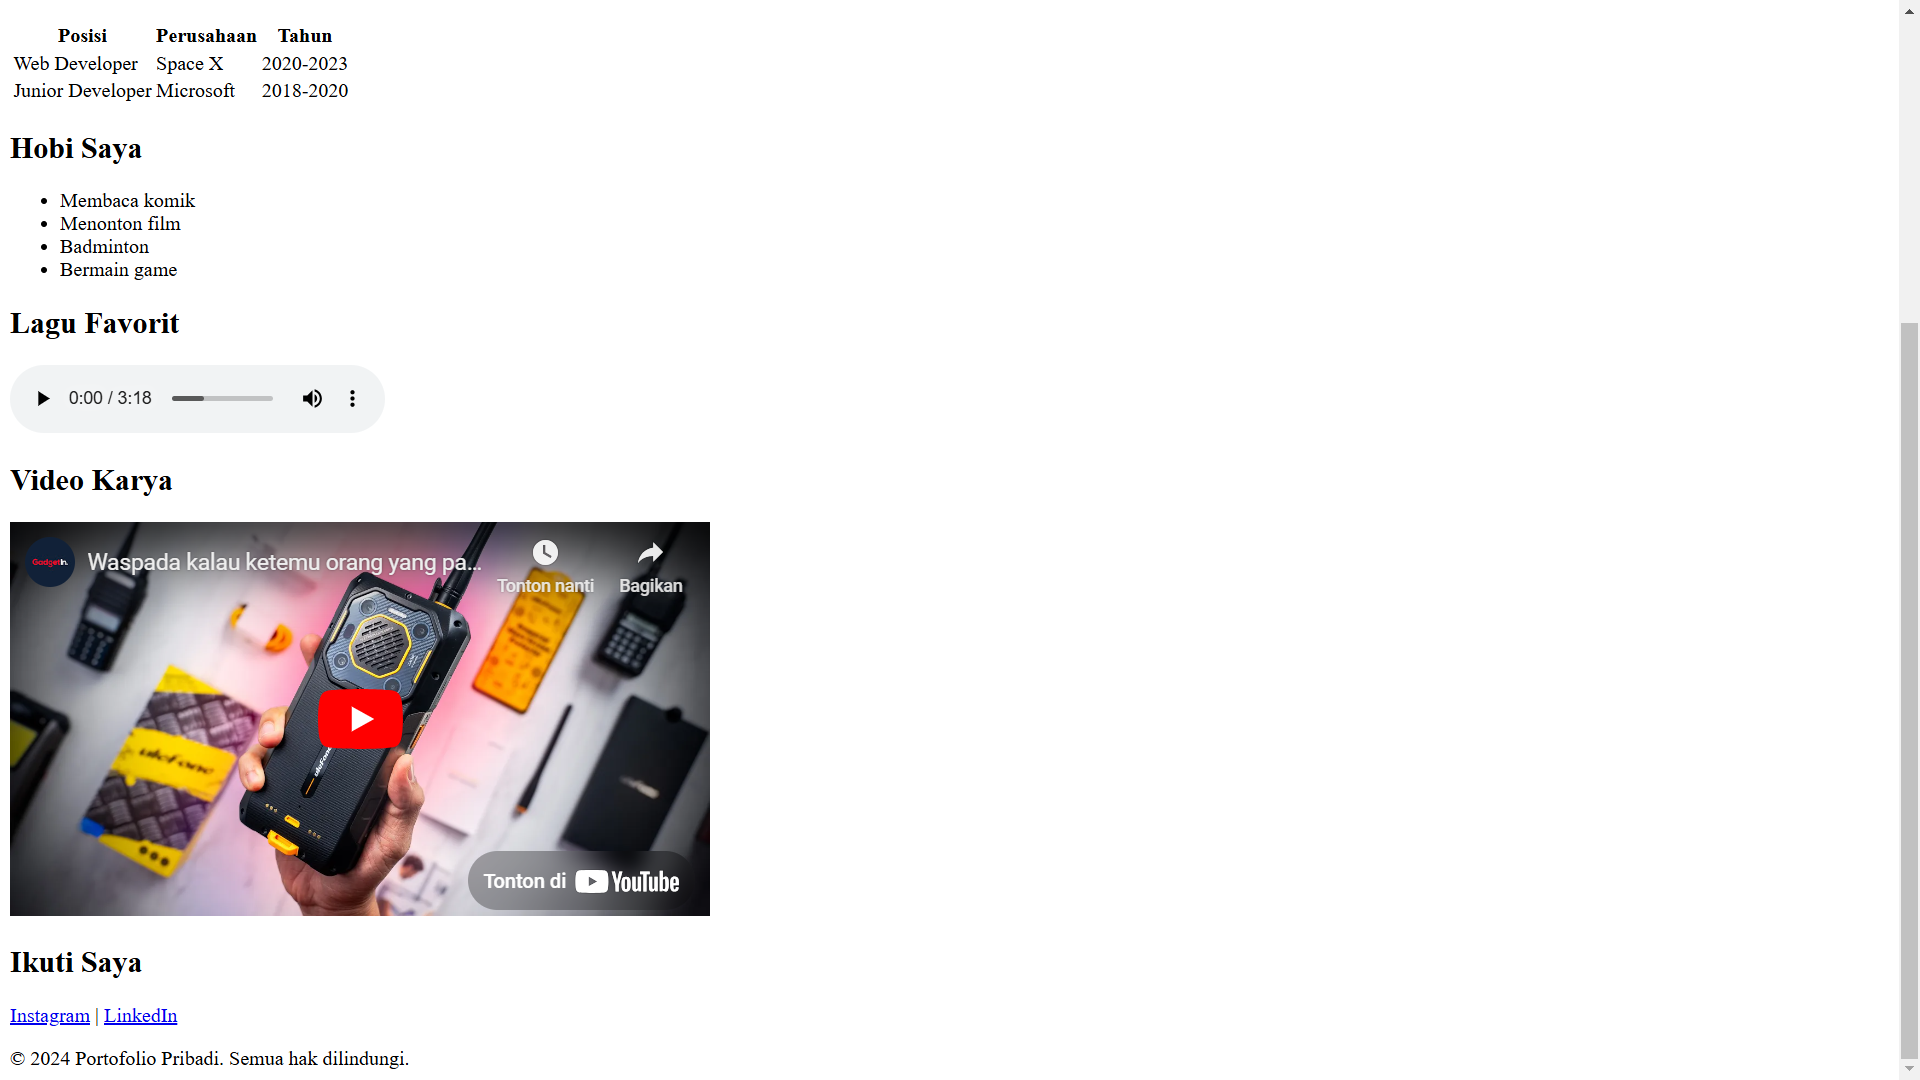 Posisi Perusahaan Tahun
Web Developer Space X 2020-2023
Junior Developer Microsoft 2018-2020
Hobi Saya
Membaca komik
Menonton film
Badminton
Bermain game
Lagu Favorit
0:00 / 3:18
Video Karya
GadgetIn.
Waspada kalau ketemu orang yang pa...
Tonton nanti
Bagikan
uleFone
uleFone
Tonton di YouTube
Ikuti Saya
Instagram | LinkedIn
© 2024 Portofolio Pribadi. Semua hak dilindungi.